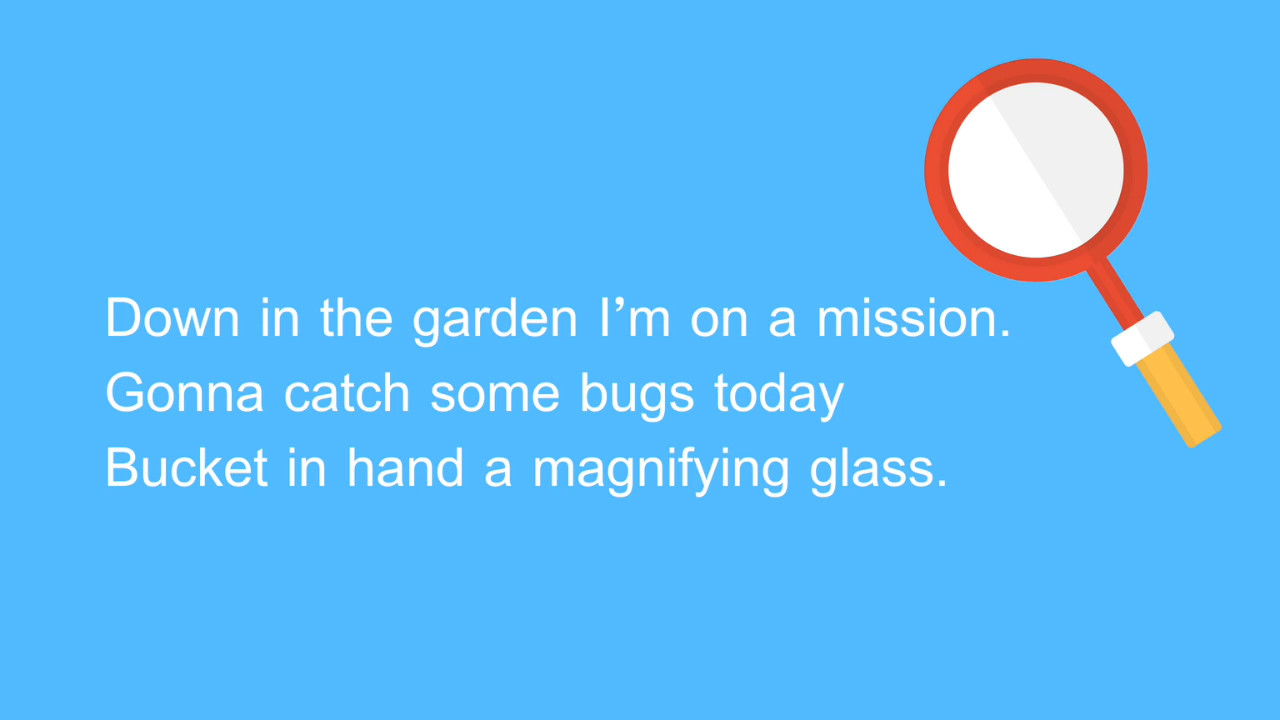 Down in the garden I’m on a mission.
Gonna catch some bugs today
Bucket in hand a magnifying glass.